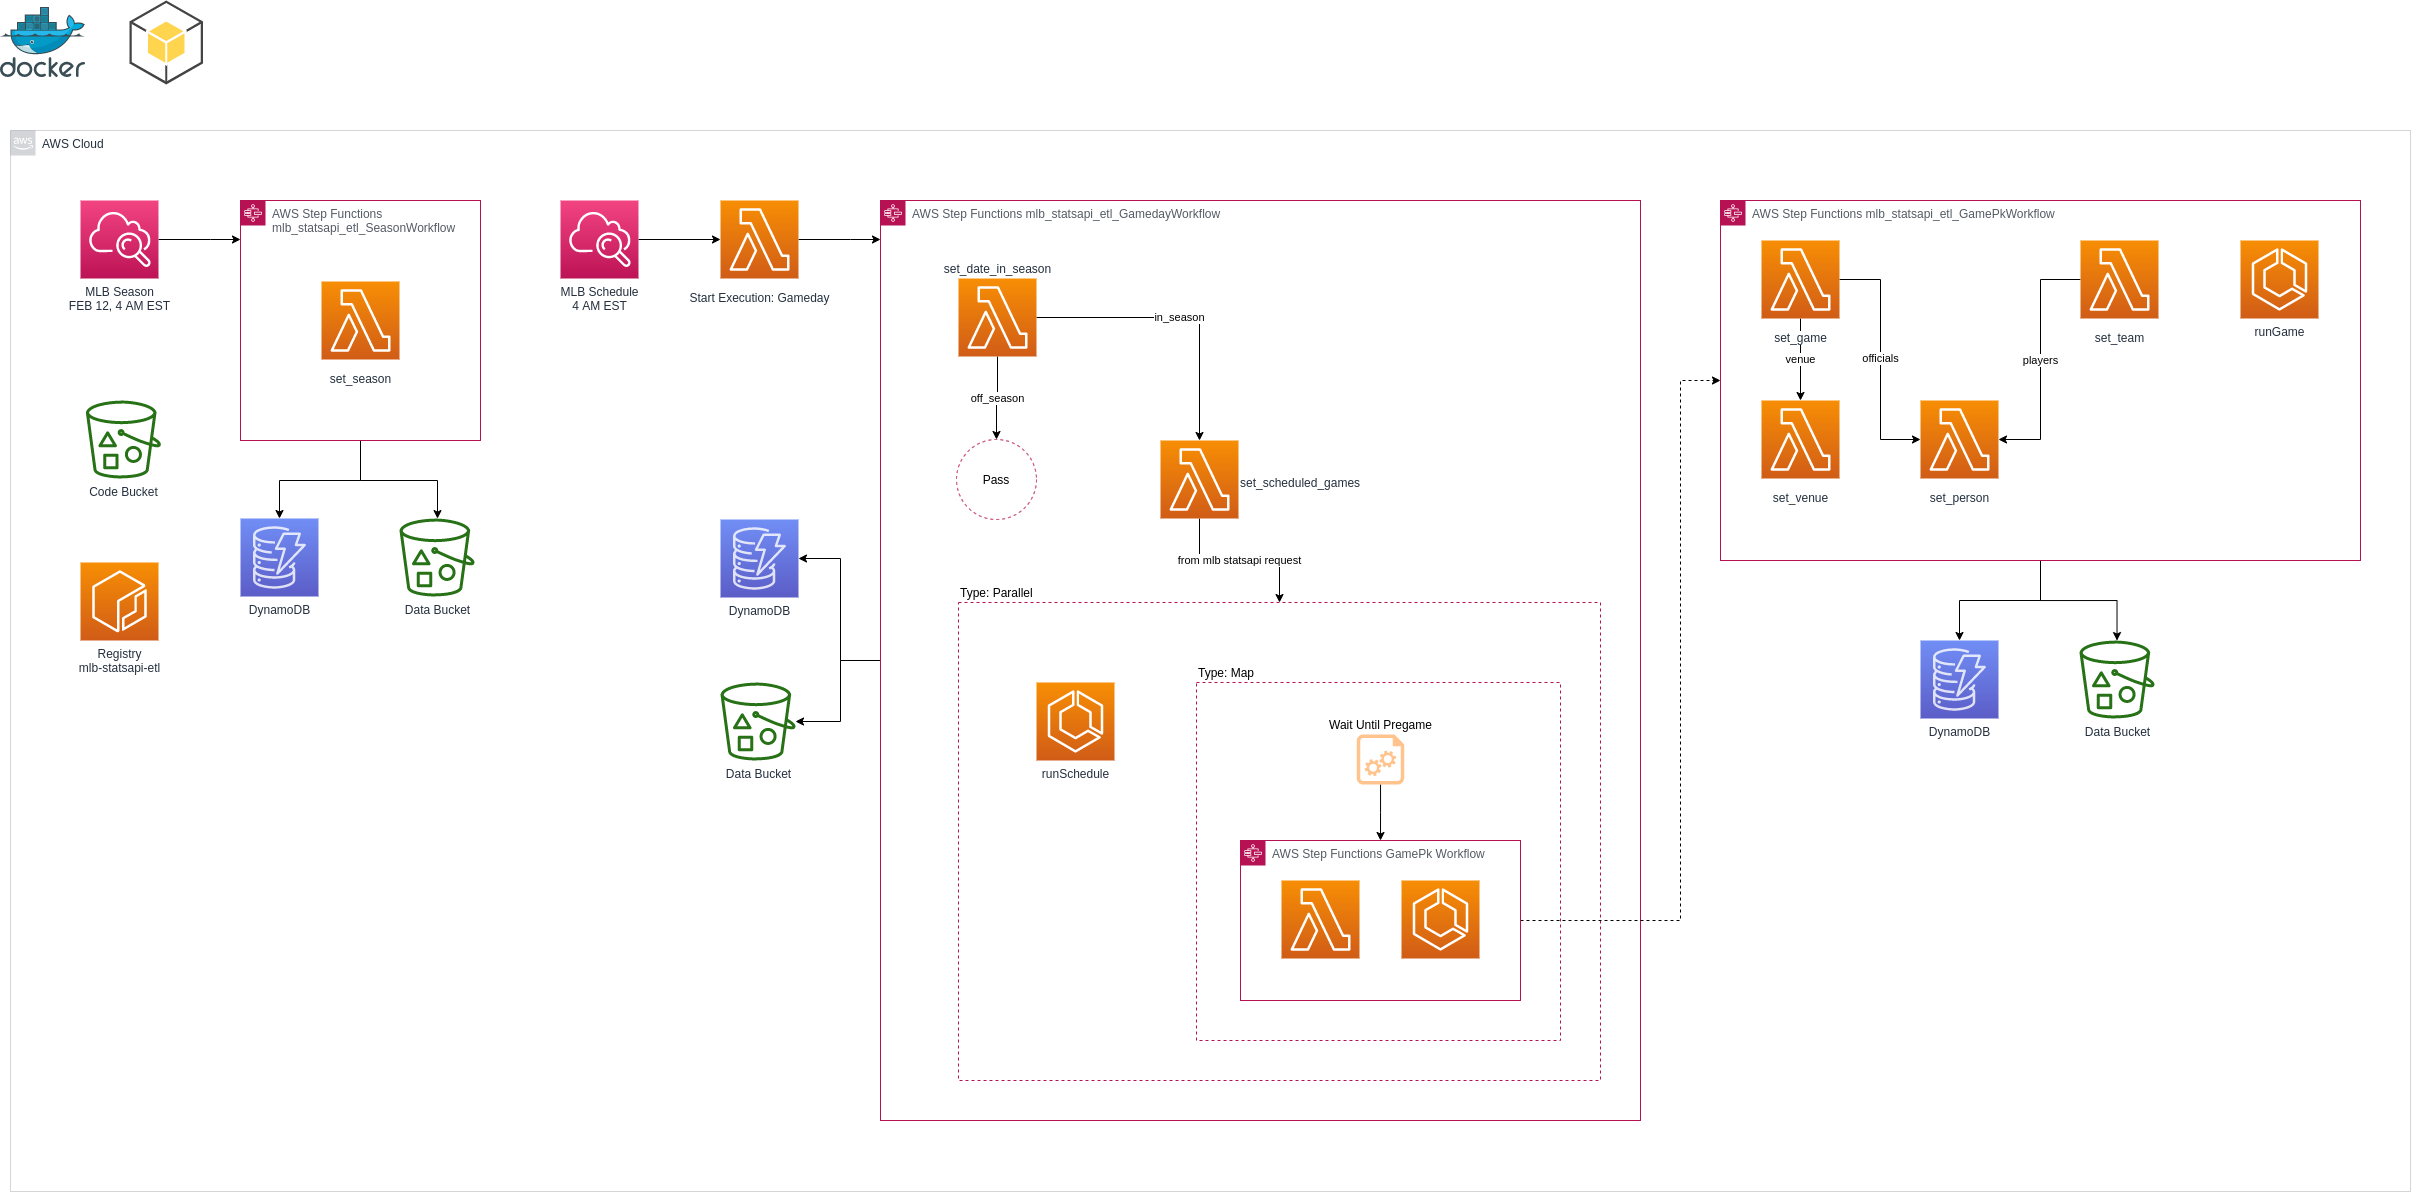 docker
aws
AWS Cloud
MLB Season
FEB 12, 4 AM EST
AWS Step Functions
mlb_statsapi_etl_SeasonWorkflow
set_season
Code Bucket
Registry
mlb-statsapi-etl
DynamoDB
Data Bucket
MLB Schedule
4 AM EST
Start Execution: Gameday
DynamoDB
Data Bucket
AWS Step Functions mlb_statsapi_etl_GamedayWorkflow
set_date_in_season
in_season
off_season
Pass
set_scheduled_games
from mlb statsapi request
Type: Parallel
runSchedule
Type: Map
Wait Until Pregame
AWS Step Functions GamePk Workflow
AWS Step Functions mlb_statsapi_etl_GamePkWorkflow
set_game
venue
officials
set_team
players
runGame
set_venue
set_person
DynamoDB
Data Bucket